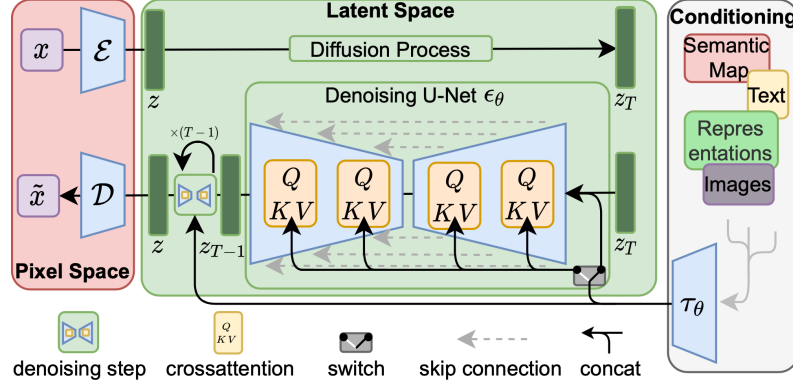 Latent Space
Conditioning
x
ℰ
Diffusion Process
z
z_T
Semantic
Map
Text
Repres
entations
Images
Denoising U-Net ϵ_θ
×(T−1)
x̃
𝒟
Q
KV
Q
KV
Q
KV
Q
KV
z
z_{T−1}
z_T
Pixel Space
τ_θ
Q
KV
denoising step
crossattention
switch
skip connection
concat